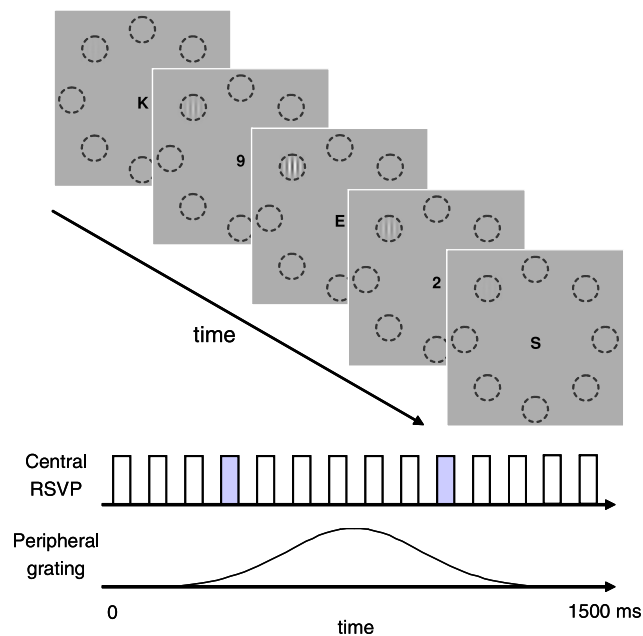 K
9
E
2
S
time
Central
RSVP
Peripheral
grating
0
1500 ms
time